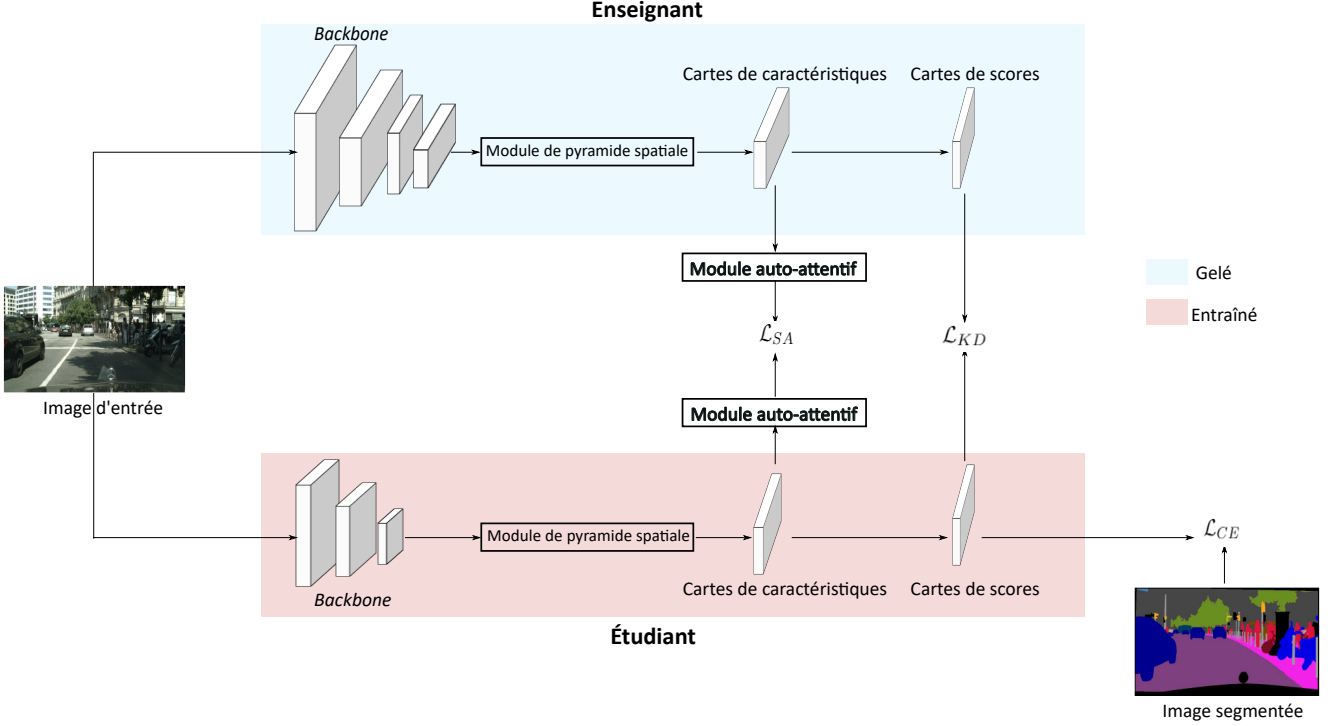 Enseignant
Backbone
Cartes de caractéristiques
Cartes de scores
Module de pyramide spatiale
Module auto-attentif
Gelé
Entraîné
ℒ_SA
ℒ_KD
Image d'entrée
Module auto-attentif
Module de pyramide spatiale
ℒ_CE
Cartes de caractéristiques
Cartes de scores
Backbone
Étudiant
Image segmentée